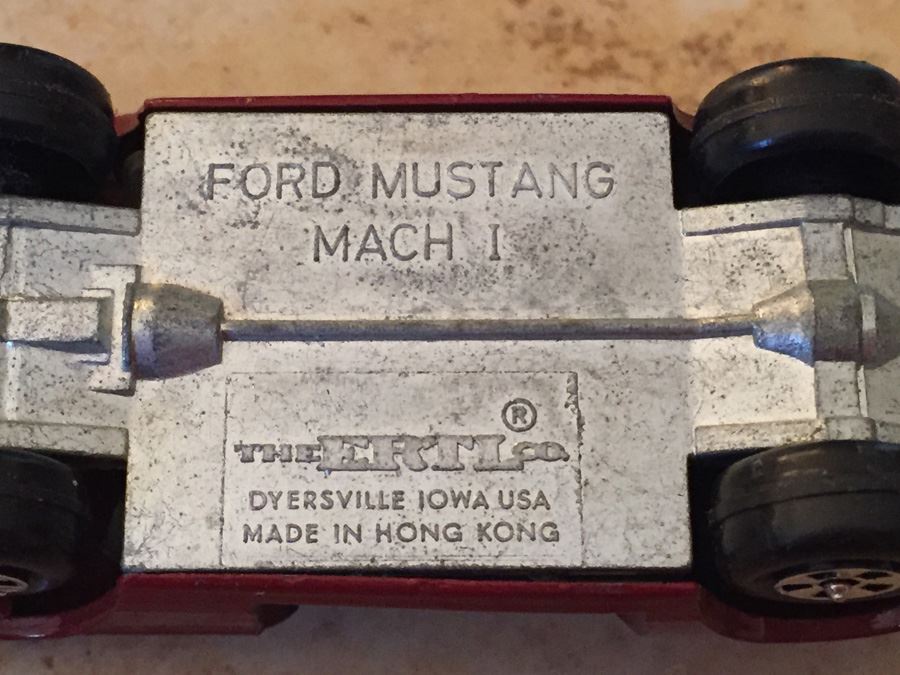 FORD MUSTANG
MACH I
THE ERTL CO. ®
DYERSVILLE IOWA USA
MADE IN HONG KONG